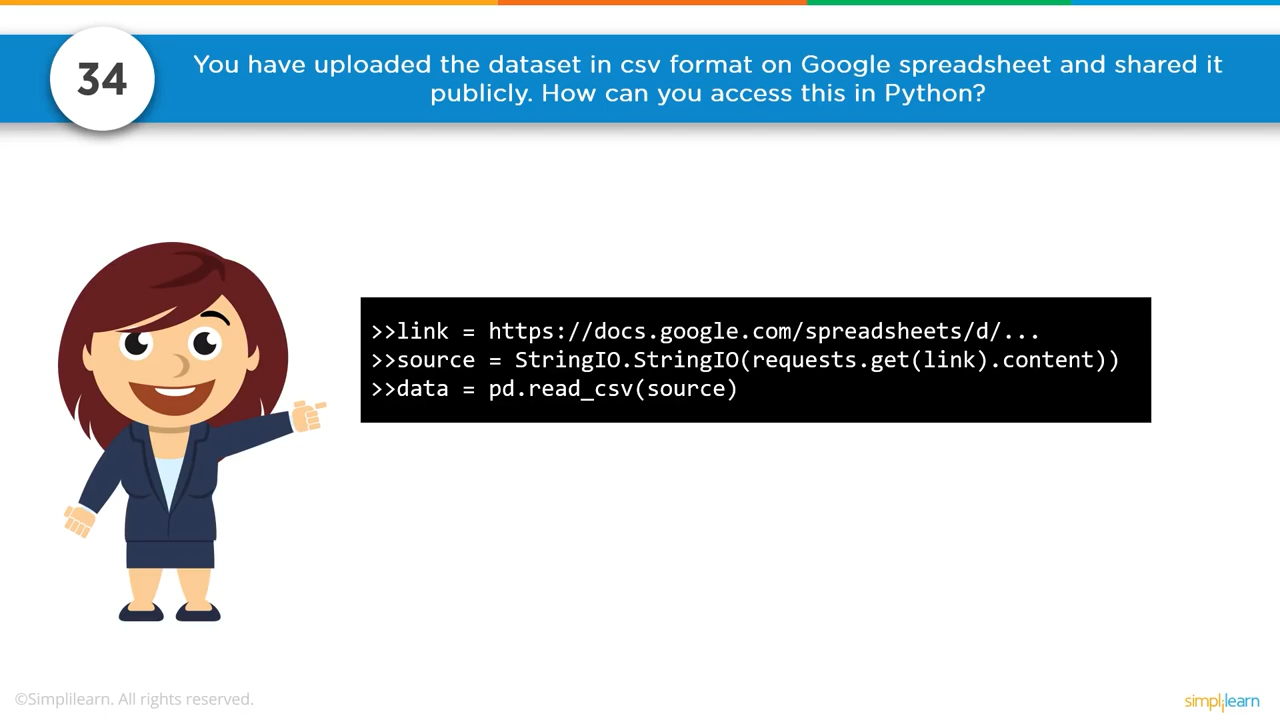 34
You have uploaded the dataset in csv format on Google spreadsheet and shared it
publicly. How can you access this in Python?
>>link = https://docs.google.com/spreadsheets/d/...
>>source = StringIO.StringIO(requests.get(link).content))
>>data = pd.read_csv(source)
©Simplilearn. All rights reserved.
simplilearn